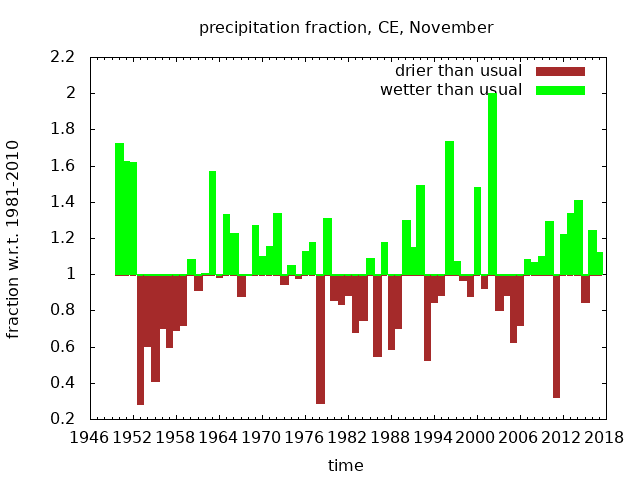 precipitation fraction, CE, November
drier than usual
wetter than usual
fraction w.r.t. 1981-2010
2.2
2
1.8
1.6
1.4
1.2
1
0.8
0.6
0.4
0.2
1946 1952 1958 1964 1970 1976 1982 1988 1994 2000 2006 2012 2018
time